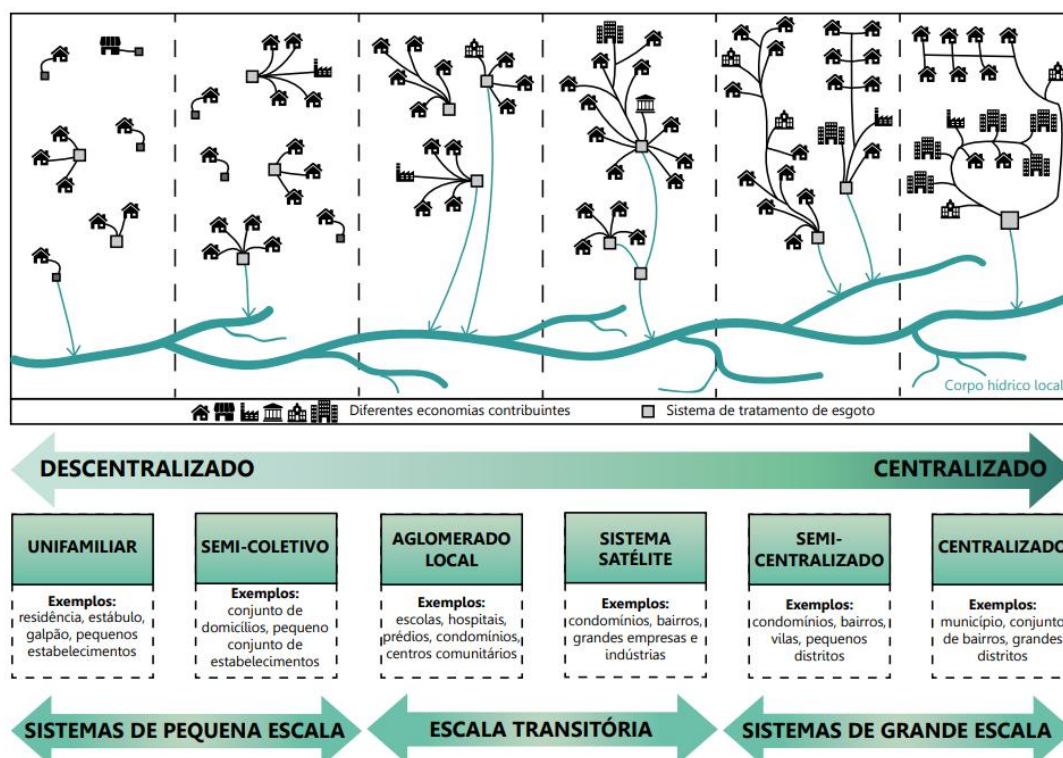 Corpo hídrico local
Diferentes economias contribuintes
Sistema de tratamento de esgoto
DESCENTRALIZADO
CENTRALIZADO
UNIFAMILIAR
Exemplos:
residência, estábulo,
galpão, pequenos
estabelecimentos
SEMI-COLETIVO
Exemplos:
conjunto de
domicílios, pequeno
conjunto de
estabelecimentos
AGLOMERADO
LOCAL
Exemplos:
escolas, hospitais,
prédios, condomínios,
centros comunitários
SISTEMA
SATÉLITE
Exemplos:
condomínios, bairros,
grandes empresas e
indústrias
SEMI-
CENTRALIZADO
Exemplos:
condomínios, bairros,
vilas, pequenos
distritos
CENTRALIZADO
Exemplos:
município, conjunto
de bairros, grandes
distritos
SISTEMAS DE PEQUENA ESCALA
ESCALA TRANSITÓRIA
SISTEMAS DE GRANDE ESCALA